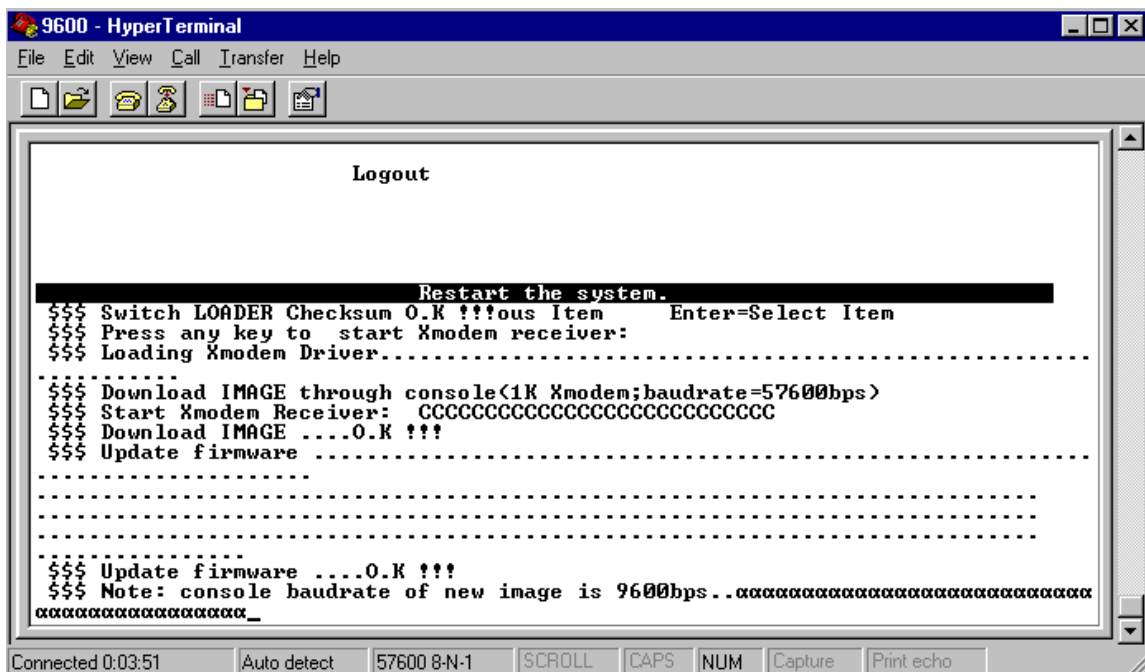 9600 - HyperTerminal
File Edit View Call Transfer Help
Logout
Restart the system.
$$$ Switch LOADER Checksum O.K !!!ous Item     Enter=Select Item
$$$ Press any key to  start Xmodem receiver:
$$$ Loading Xmodem Driver......................................................
...........
$$$ Download IMAGE through console(1K Xmodem;baudrate=57600bps)
$$$ Start Xmodem Receiver:  CCCCCCCCCCCCCCCCCCCCCCCCCCC
$$$ Download IMAGE ....O.K !!!
$$$ Update firmware ...........................................................
.....................
.............................................................................
.............................................................................
.............................................................................
................
$$$ Update firmware ....O.K !!!
$$$ Note: console baudrate of new image is 9600bps..ααααααααααααααααααααααααααα
αααααααααααααααα_
Connected 0:03:51 Auto detect 57600 8-N-1 SCROLL CAPS NUM Capture Print echo